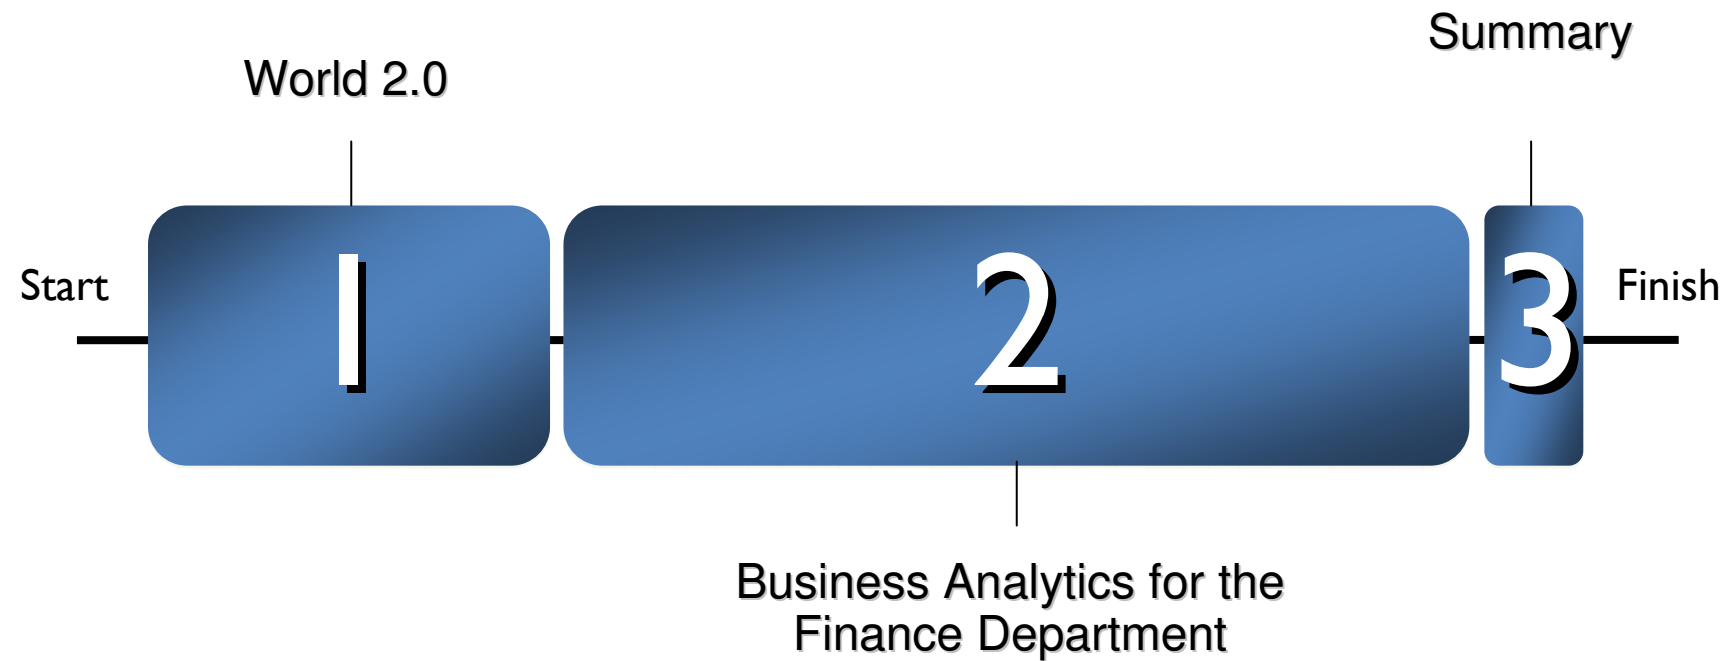 Summary
World 2.0
Start
1
2
3
Finish
Business Analytics for the
Finance Department